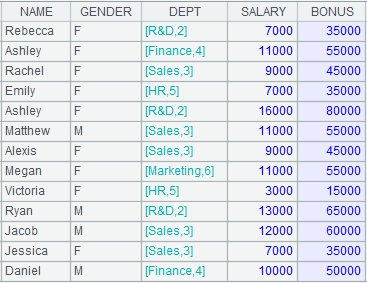 NAME GENDER DEPT SALARY BONUS
Rebecca F [R&D,2] 7000 35000
Ashley F [Finance,4] 11000 55000
Rachel F [Sales,3] 9000 45000
Emily F [HR,5] 7000 35000
Ashley F [R&D,2] 16000 80000
Matthew M [Sales,3] 11000 55000
Alexis F [Sales,3] 9000 45000
Megan F [Marketing,6] 11000 55000
Victoria F [HR,5] 3000 15000
Ryan M [R&D,2] 13000 65000
Jacob M [Sales,3] 12000 60000
Jessica F [Sales,3] 7000 35000
Daniel M [Finance,4] 10000 50000